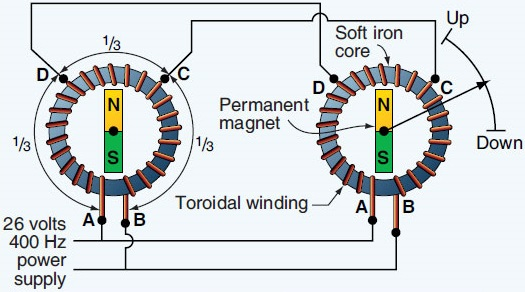 1/3
D
C
N
S
1/3
1/3
A
B
26 volts
400 Hz
power
supply
Soft iron
core
Up
D
C
N
Permanent
magnet
S
Down
Toroidal winding
A
B